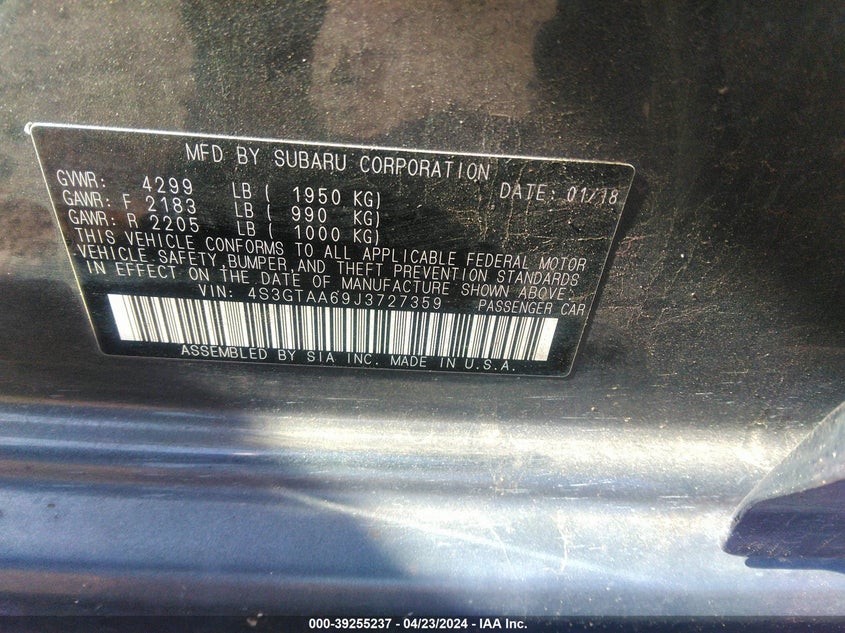 MFD BY SUBARU CORPORATION
GVWR: 4299 LB ( 1950 KG) DATE: 01/18
GAWR: F 2183 LB ( 990 KG)
GAWR: R 2205 LB ( 1000 KG)
THIS VEHICLE CONFORMS TO ALL APPLICABLE FEDERAL MOTOR
VEHICLE SAFETY, BUMPER, AND THEFT PREVENTION STANDARDS
IN EFFECT ON THE DATE OF MANUFACTURE SHOWN ABOVE:
VIN: 4S3GTAA69J3727359 PASSENGER CAR
ASSEMBLED BY SIA INC. MADE IN U.S.A.
000-39255237 - 04/23/2024 - IAA Inc.